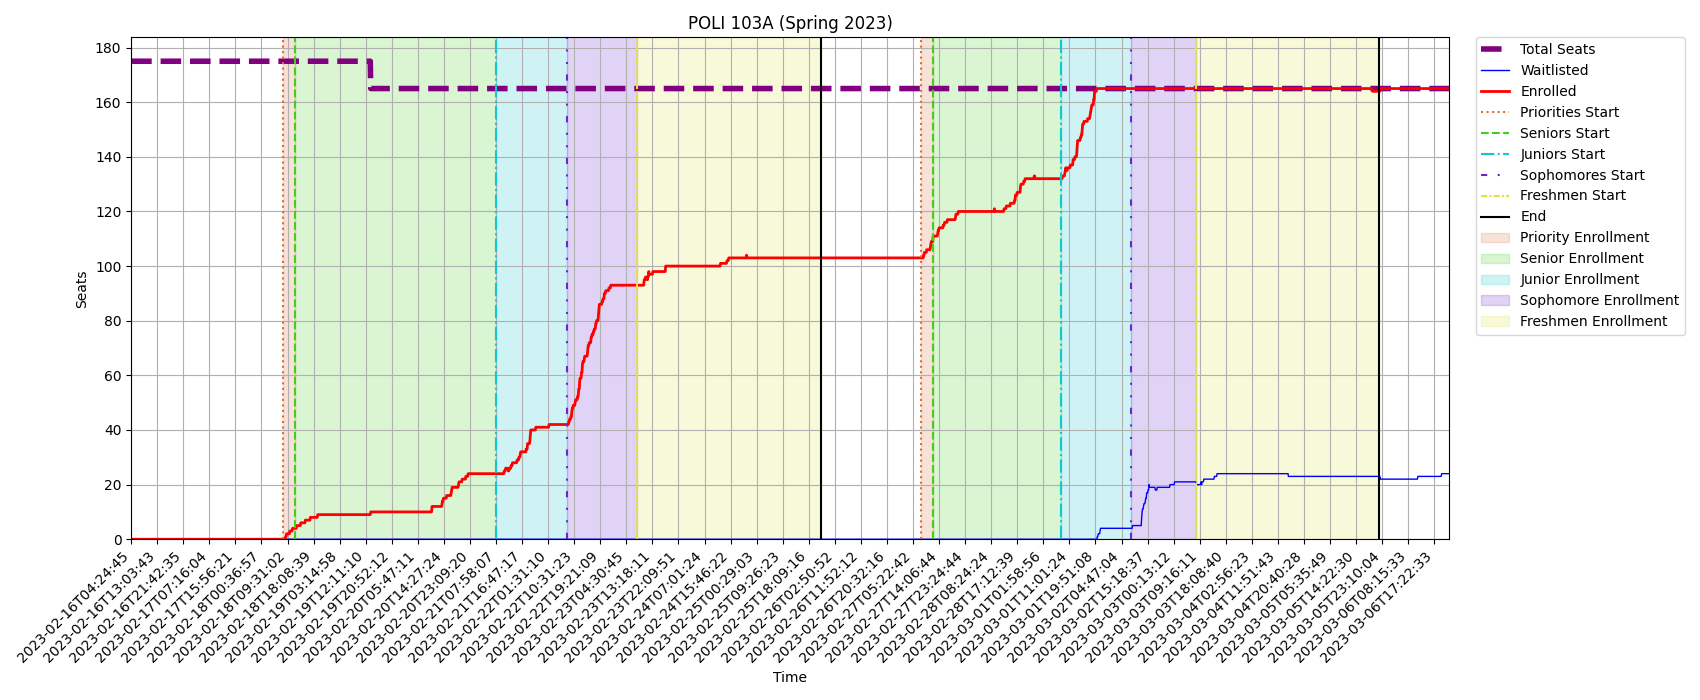 POLI 103A (Spring 2023)
Seats
180
160
140
120
100
80
60
40
20
0
2023-02-16T04:24:45
2023-02-16T13:03:43
2023-02-16T21:42:35
2023-02-17T07:16:04
2023-02-17T15:56:21
2023-02-18T00:36:57
2023-02-18T09:31:02
2023-02-18T18:08:39
2023-02-19T03:14:58
2023-02-19T12:11:10
2023-02-19T20:52:12
2023-02-20T05:47:11
2023-02-20T14:27:24
2023-02-20T23:09:20
2023-02-21T07:58:07
2023-02-21T16:47:17
2023-02-22T01:31:10
2023-02-22T10:31:23
2023-02-22T19:21:09
2023-02-23T04:30:45
2023-02-23T13:18:11
2023-02-23T22:09:51
2023-02-24T07:01:24
2023-02-24T15:46:22
2023-02-25T00:29:03
2023-02-25T09:26:23
2023-02-25T18:09:16
2023-02-26T02:50:52
2023-02-26T11:52:12
2023-02-26T20:32:16
2023-02-27T05:22:42
2023-02-27T14:06:44
2023-02-27T23:24:44
2023-02-28T08:24:24
2023-02-28T17:12:39
2023-03-01T01:58:56
2023-03-01T11:01:24
2023-03-01T19:51:08
2023-03-02T04:47:04
2023-03-02T15:18:37
2023-03-03T00:13:12
2023-03-03T09:16:11
2023-03-03T18:08:40
2023-03-04T02:56:23
2023-03-04T11:51:43
2023-03-04T20:40:28
2023-03-05T05:35:49
2023-03-05T14:22:30
2023-03-05T23:10:04
2023-03-06T08:15:33
2023-03-06T17:22:33
Time
Total Seats
Waitlisted
Enrolled
Priorities Start
Seniors Start
Juniors Start
Sophomores Start
Freshmen Start
End
Priority Enrollment
Senior Enrollment
Junior Enrollment
Sophomore Enrollment
Freshmen Enrollment